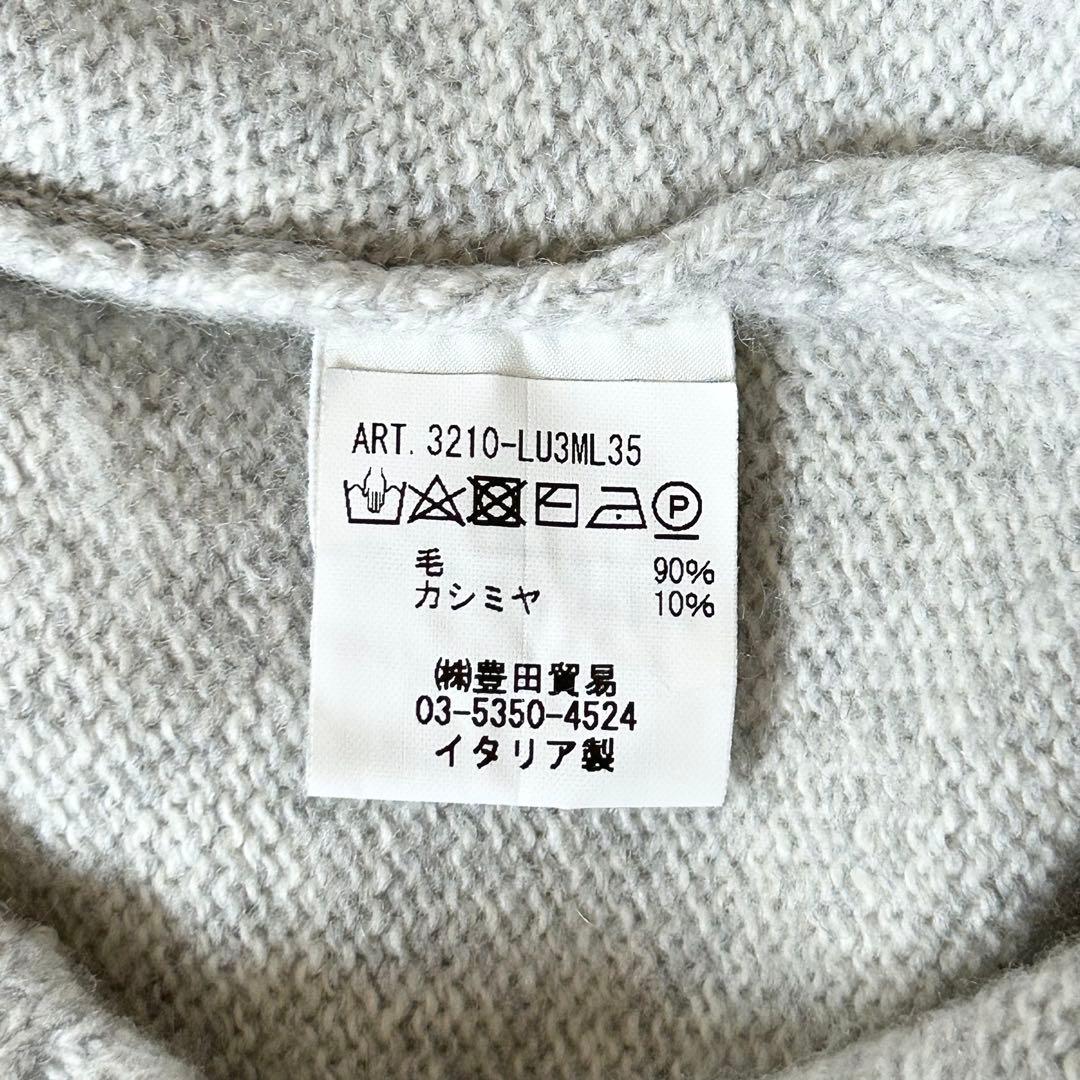 ART. 3210-LU3ML35
P
毛 90%
カシミヤ 10%
㈱豊田貿易
03-5350-4524
イタリア製